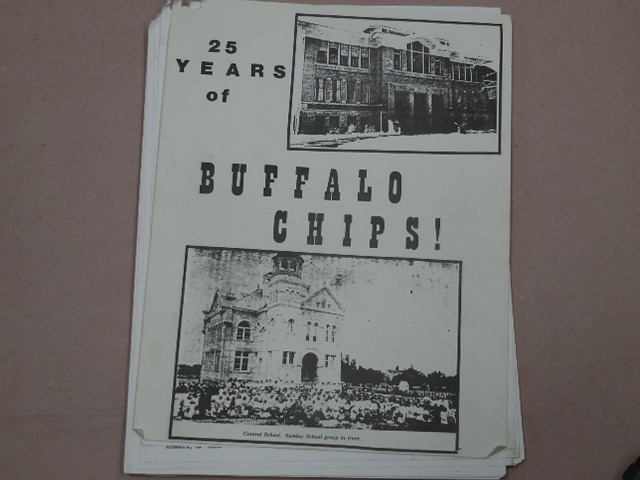 25
YEARS
of
BUFFALO
CHIPS!
Central School. Sunday School group in front.